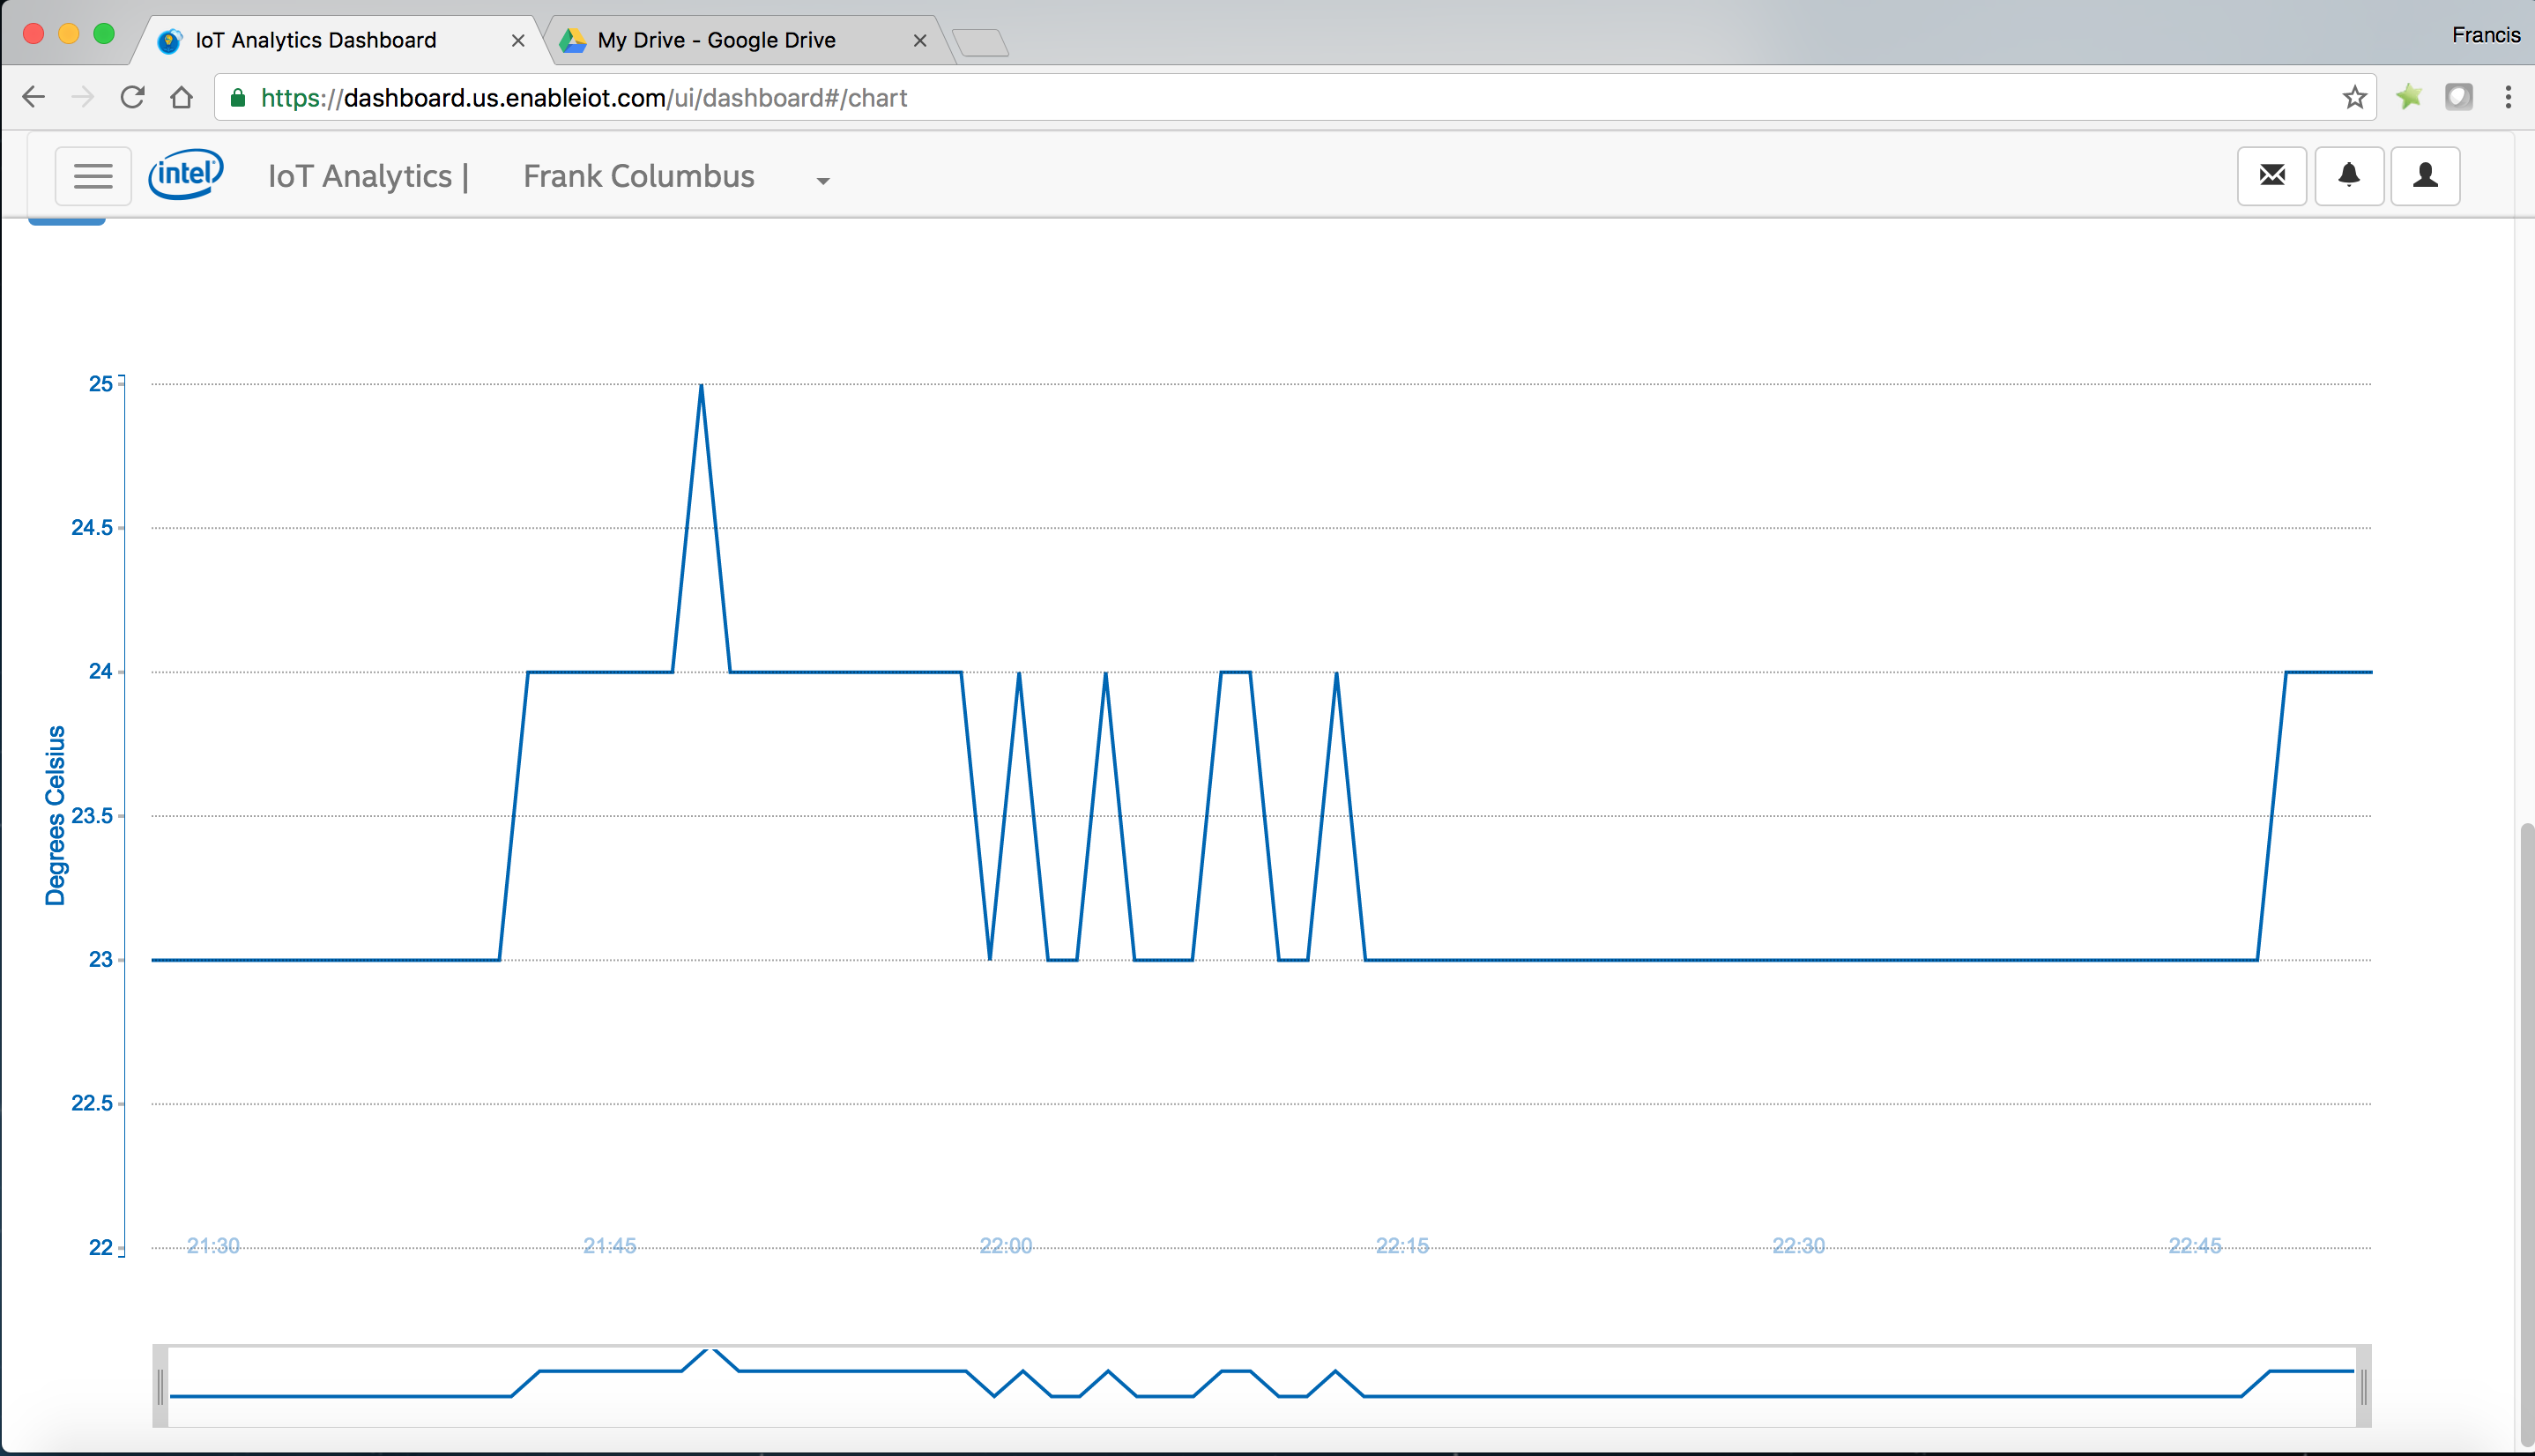 IoT Analytics Dashboard
My Drive - Google Drive
Francis
https://dashboard.us.enableiot.com/ui/dashboard#/chart
intel
IoT Analytics |
Frank Columbus
25
24.5
24
23.5
23
22.5
22
Degrees Celsius
21:30
21:45
22:00
22:15
22:30
22:45